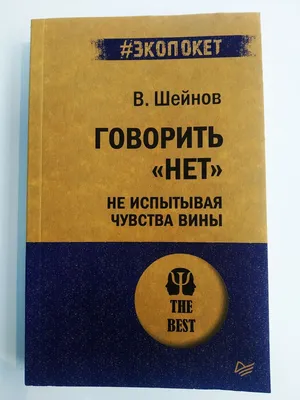 #ЭКОПОКЕТ
В. Шейнов
ГОВОРИТЬ
«НЕТ»
НЕ ИСПЫТЫВАЯ
ЧУВСТВА ВИНЫ
THE
BEST